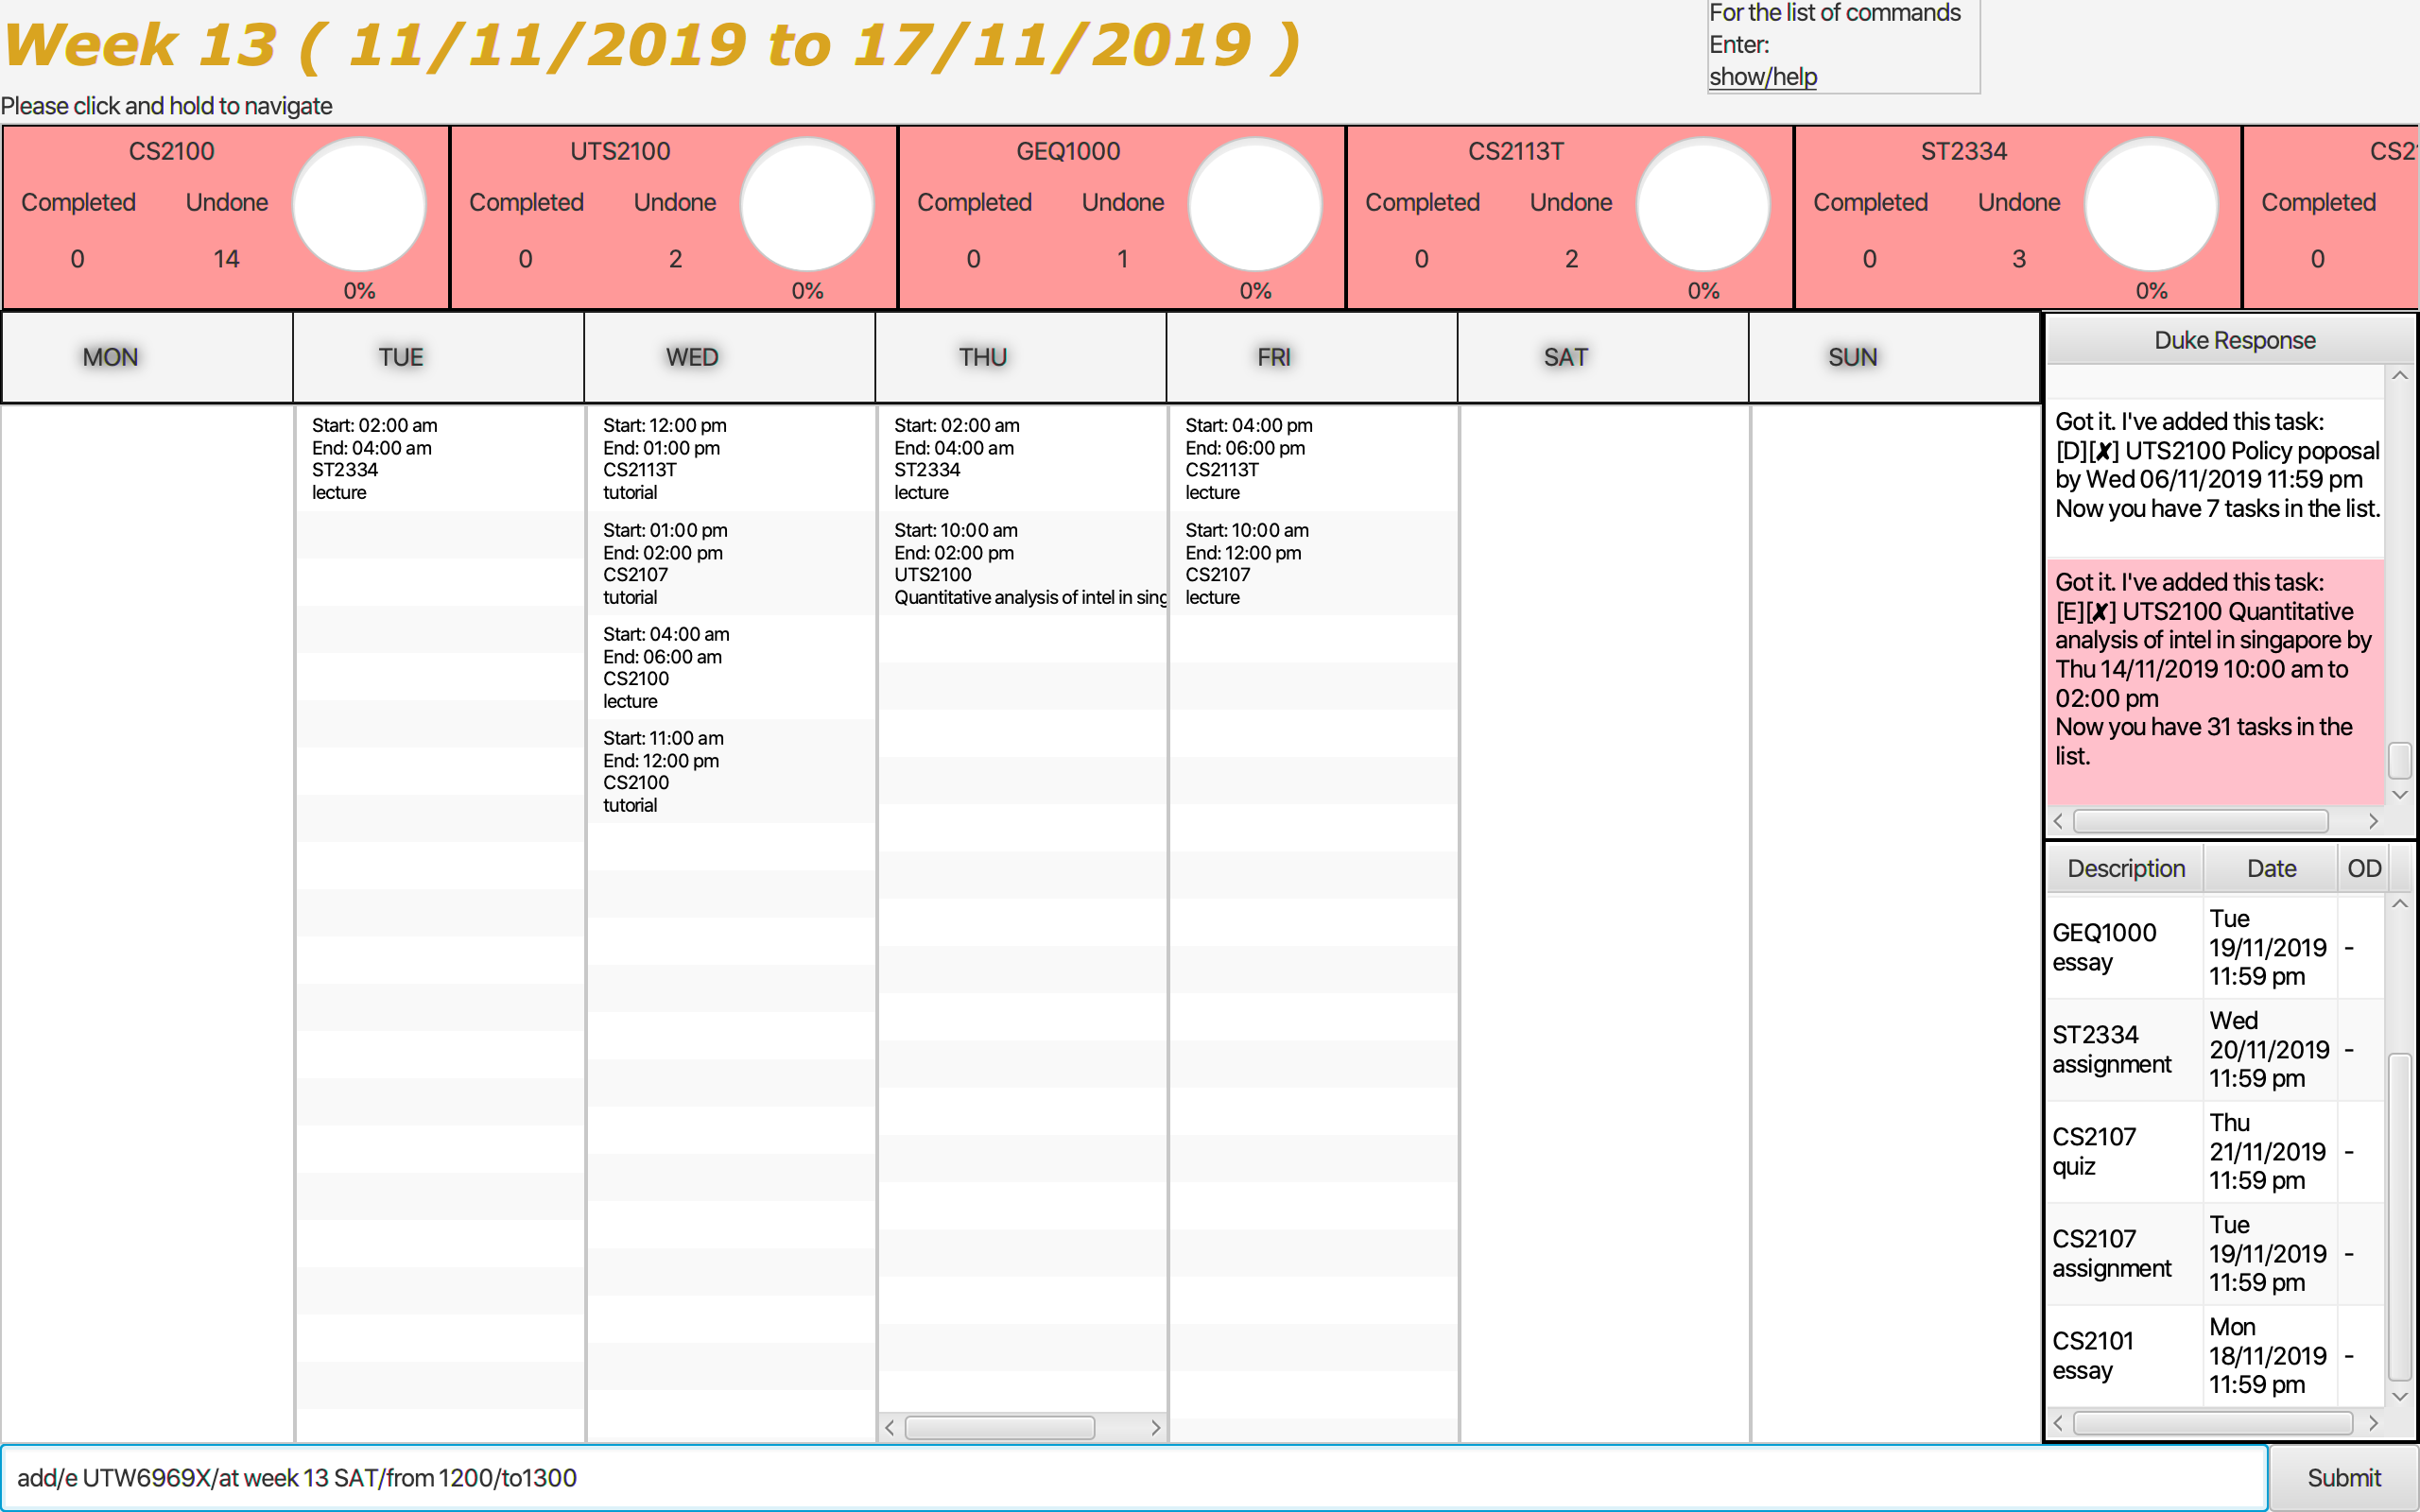 Week 13 ( 11/11/2019 to 17/11/2019 )
For the list of commands
Enter:
show/help
Please click and hold to navigate
CS2100
Completed Undone
0 14
0%
UTS2100
Completed Undone
0 2
0%
GEQ1000
Completed Undone
0 1
0%
CS2113T
Completed Undone
0 2
0%
ST2334
Completed Undone
0 3
0%
Completed
0
MON TUE WED THU FRI SAT SUN
Start: 02:00 am
End: 04:00 am
ST2334
lecture
Start: 12:00 pm
End: 01:00 pm
CS2113T
tutorial
Start: 01:00 pm
End: 02:00 pm
CS2107
tutorial
Start: 04:00 am
End: 06:00 am
CS2100
lecture
Start: 11:00 am
End: 12:00 pm
CS2100
tutorial
Start: 02:00 am
End: 04:00 am
ST2334
lecture
Start: 10:00 am
End: 02:00 pm
UTS2100
Quantitative analysis of intel in sing
Start: 04:00 pm
End: 06:00 pm
CS2113T
lecture
Start: 10:00 am
End: 12:00 pm
CS2107
lecture
Duke Response
Got it. I've added this task:
[D][✘] UTS2100 Policy poposal
by Wed 06/11/2019 11:59 pm
Now you have 7 tasks in the list.
Got it. I've added this task:
[E][✘] UTS2100 Quantitative
analysis of intel in singapore by
Thu 14/11/2019 10:00 am to
02:00 pm
Now you have 31 tasks in the
list.
Description Date OD
GEQ1000
essay
Tue
19/11/2019
11:59 pm
-
ST2334
assignment
Wed
20/11/2019
11:59 pm
-
CS2107
quiz
Thu
21/11/2019
11:59 pm
-
CS2107
assignment
Tue
19/11/2019
11:59 pm
-
CS2101
essay
Mon
18/11/2019
11:59 pm
-
add/e UTW6969X/at week 13 SAT/from 1200/to1300
Submit